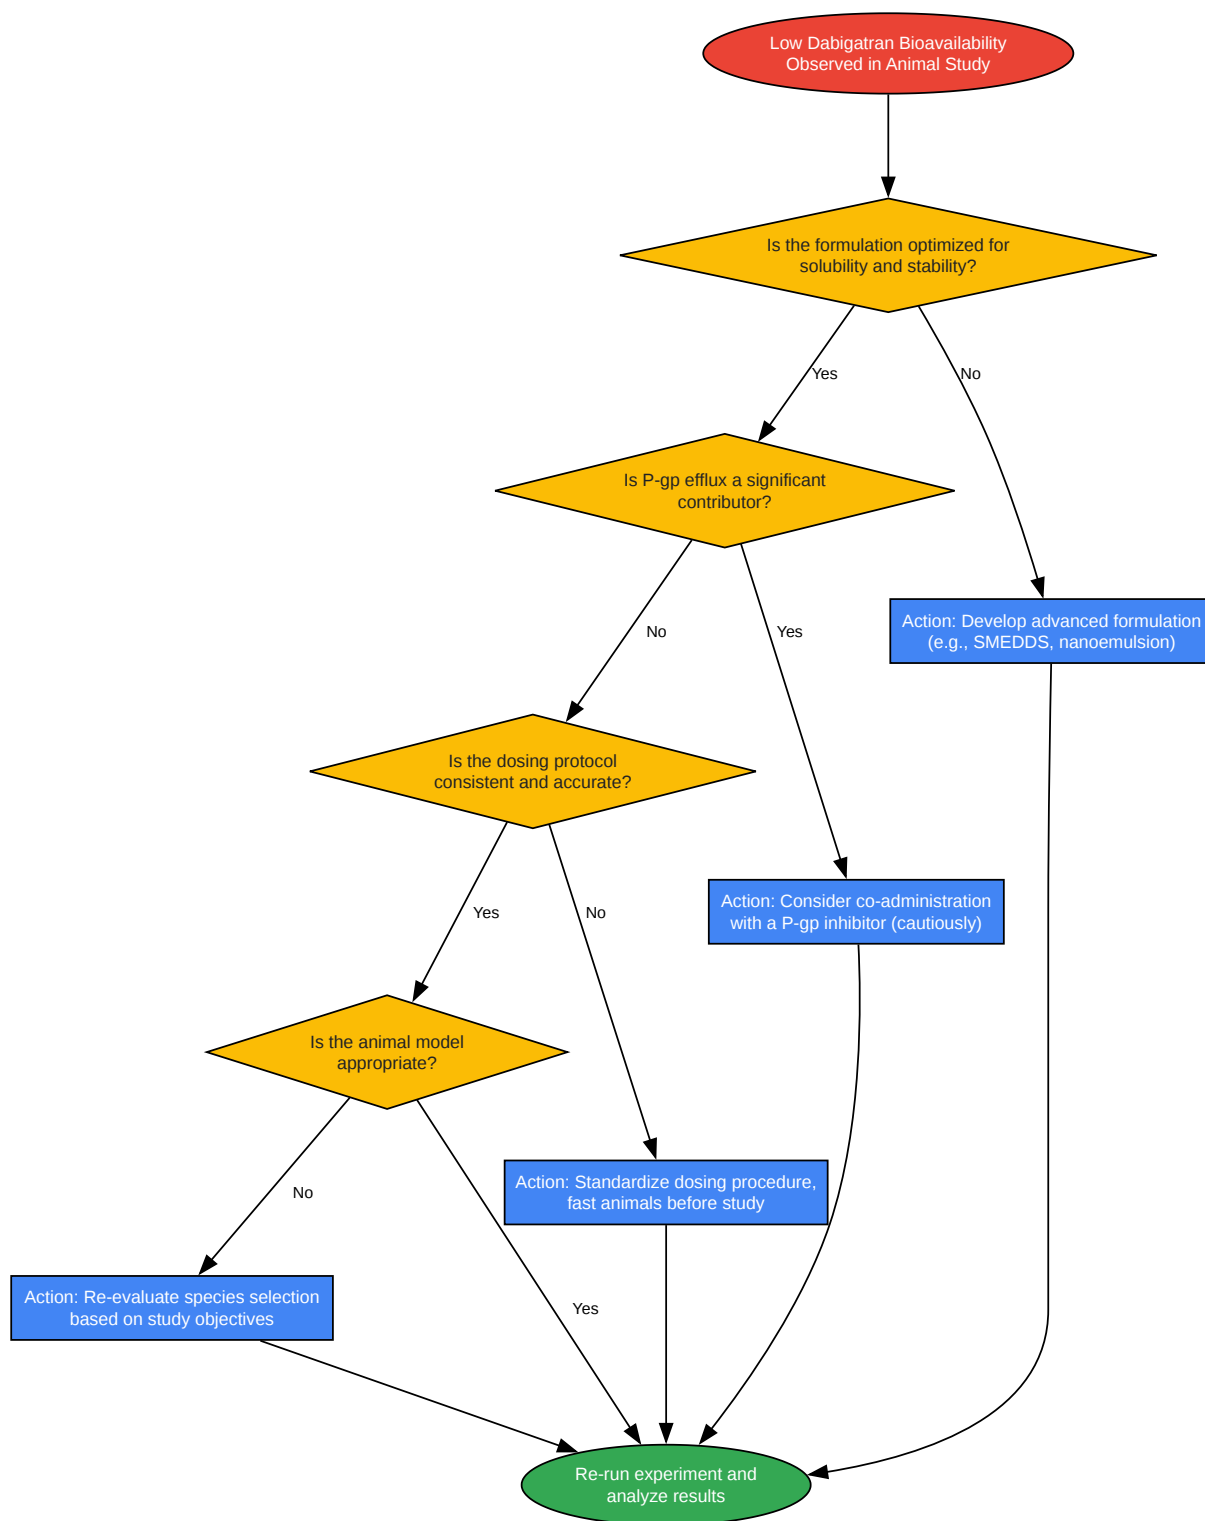 Low Dabigatran Bioavailability
Observed in Animal Study
Is the formulation optimized for
solubility and stability?
Yes
No
Is P-gp efflux a significant
contributor?
No
Yes
Action: Develop advanced formulation
(e.g., SMEDDS, nanoemulsion)
Is the dosing protocol
consistent and accurate?
Yes
No
Action: Consider co-administration
with a P-gp inhibitor (cautiously)
Is the animal model
appropriate?
No
Yes
Action: Standardize dosing procedure,
fast animals before study
Action: Re-evaluate species selection
based on study objectives
Re-run experiment and
analyze results